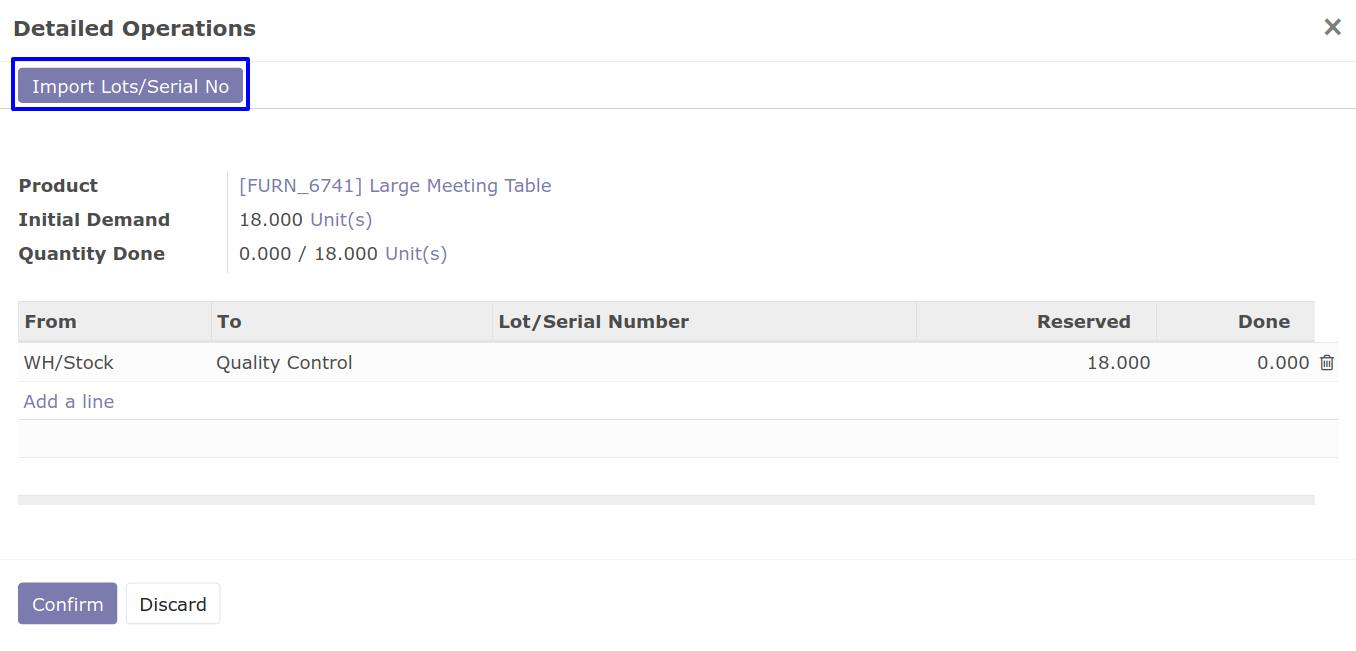 Detailed Operations
Import Lots/Serial No
Product [FURN_6741] Large Meeting Table
Initial Demand 18.000 Unit(s)
Quantity Done 0.000 / 18.000 Unit(s)
From To Lot/Serial Number Reserved Done
WH/Stock Quality Control 18.000 0.000
Add a line
Confirm Discard